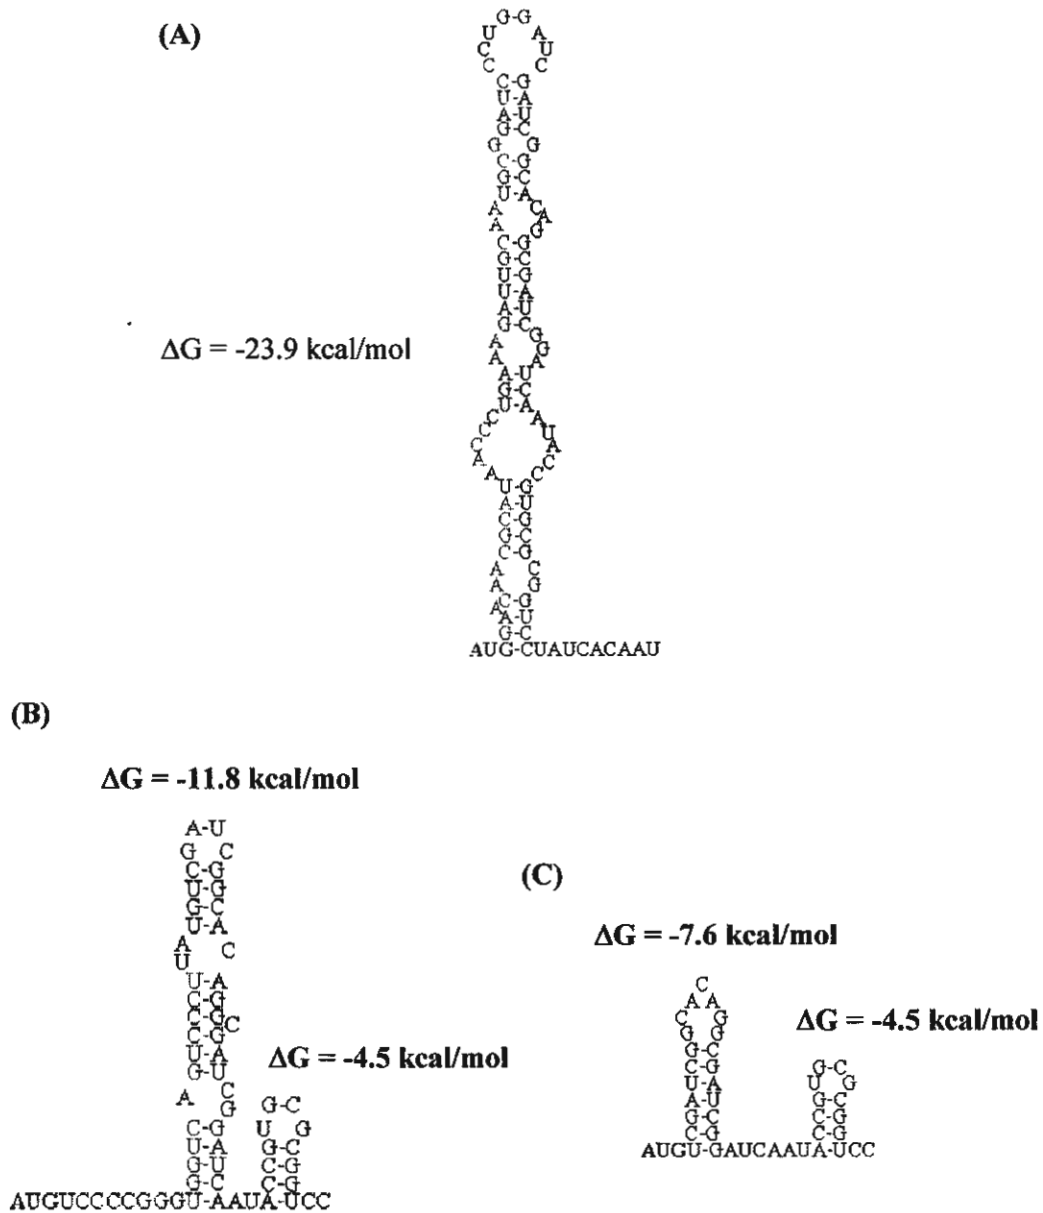 (A)
G-G
U A
C U
C C
C-G
U-A
A-U
G-C
G G
C-G
G-C
U-A
A C A
A G
C-G
G-C
U-G
U-A
A-U
G-C
A G
A G
A-U A
G-C
U-A
C A
C U
C A
A C
A C
U-G
A-U
C-G
G-C
C-G
A C
A G
A C-G
A-U
G-C
AUG-CUAUCACAAU
ΔG = -23.9 kcal/mol
(B)
ΔG = -11.8 kcal/mol
A-U
G C
C-G
U-G
G-C
U-A
A C
U
U-A
C-G
C-G
C-G C
U-A
G-U
A C
G
C-G
U-A
G-U
G-C
AUGUCCCCGGGU-AAUA-UCC
ΔG = -4.5 kcal/mol
G-C
U G
G-C
C-G
C-G
(C)
ΔG = -7.6 kcal/mol
C
A A
C G
G G
G-C
C-G
U-A
A-U
G-C
C-G
AUGU-GAUCAAUA-UCC
ΔG = -4.5 kcal/mol
G-C
U G
G-C
C-G
C-G